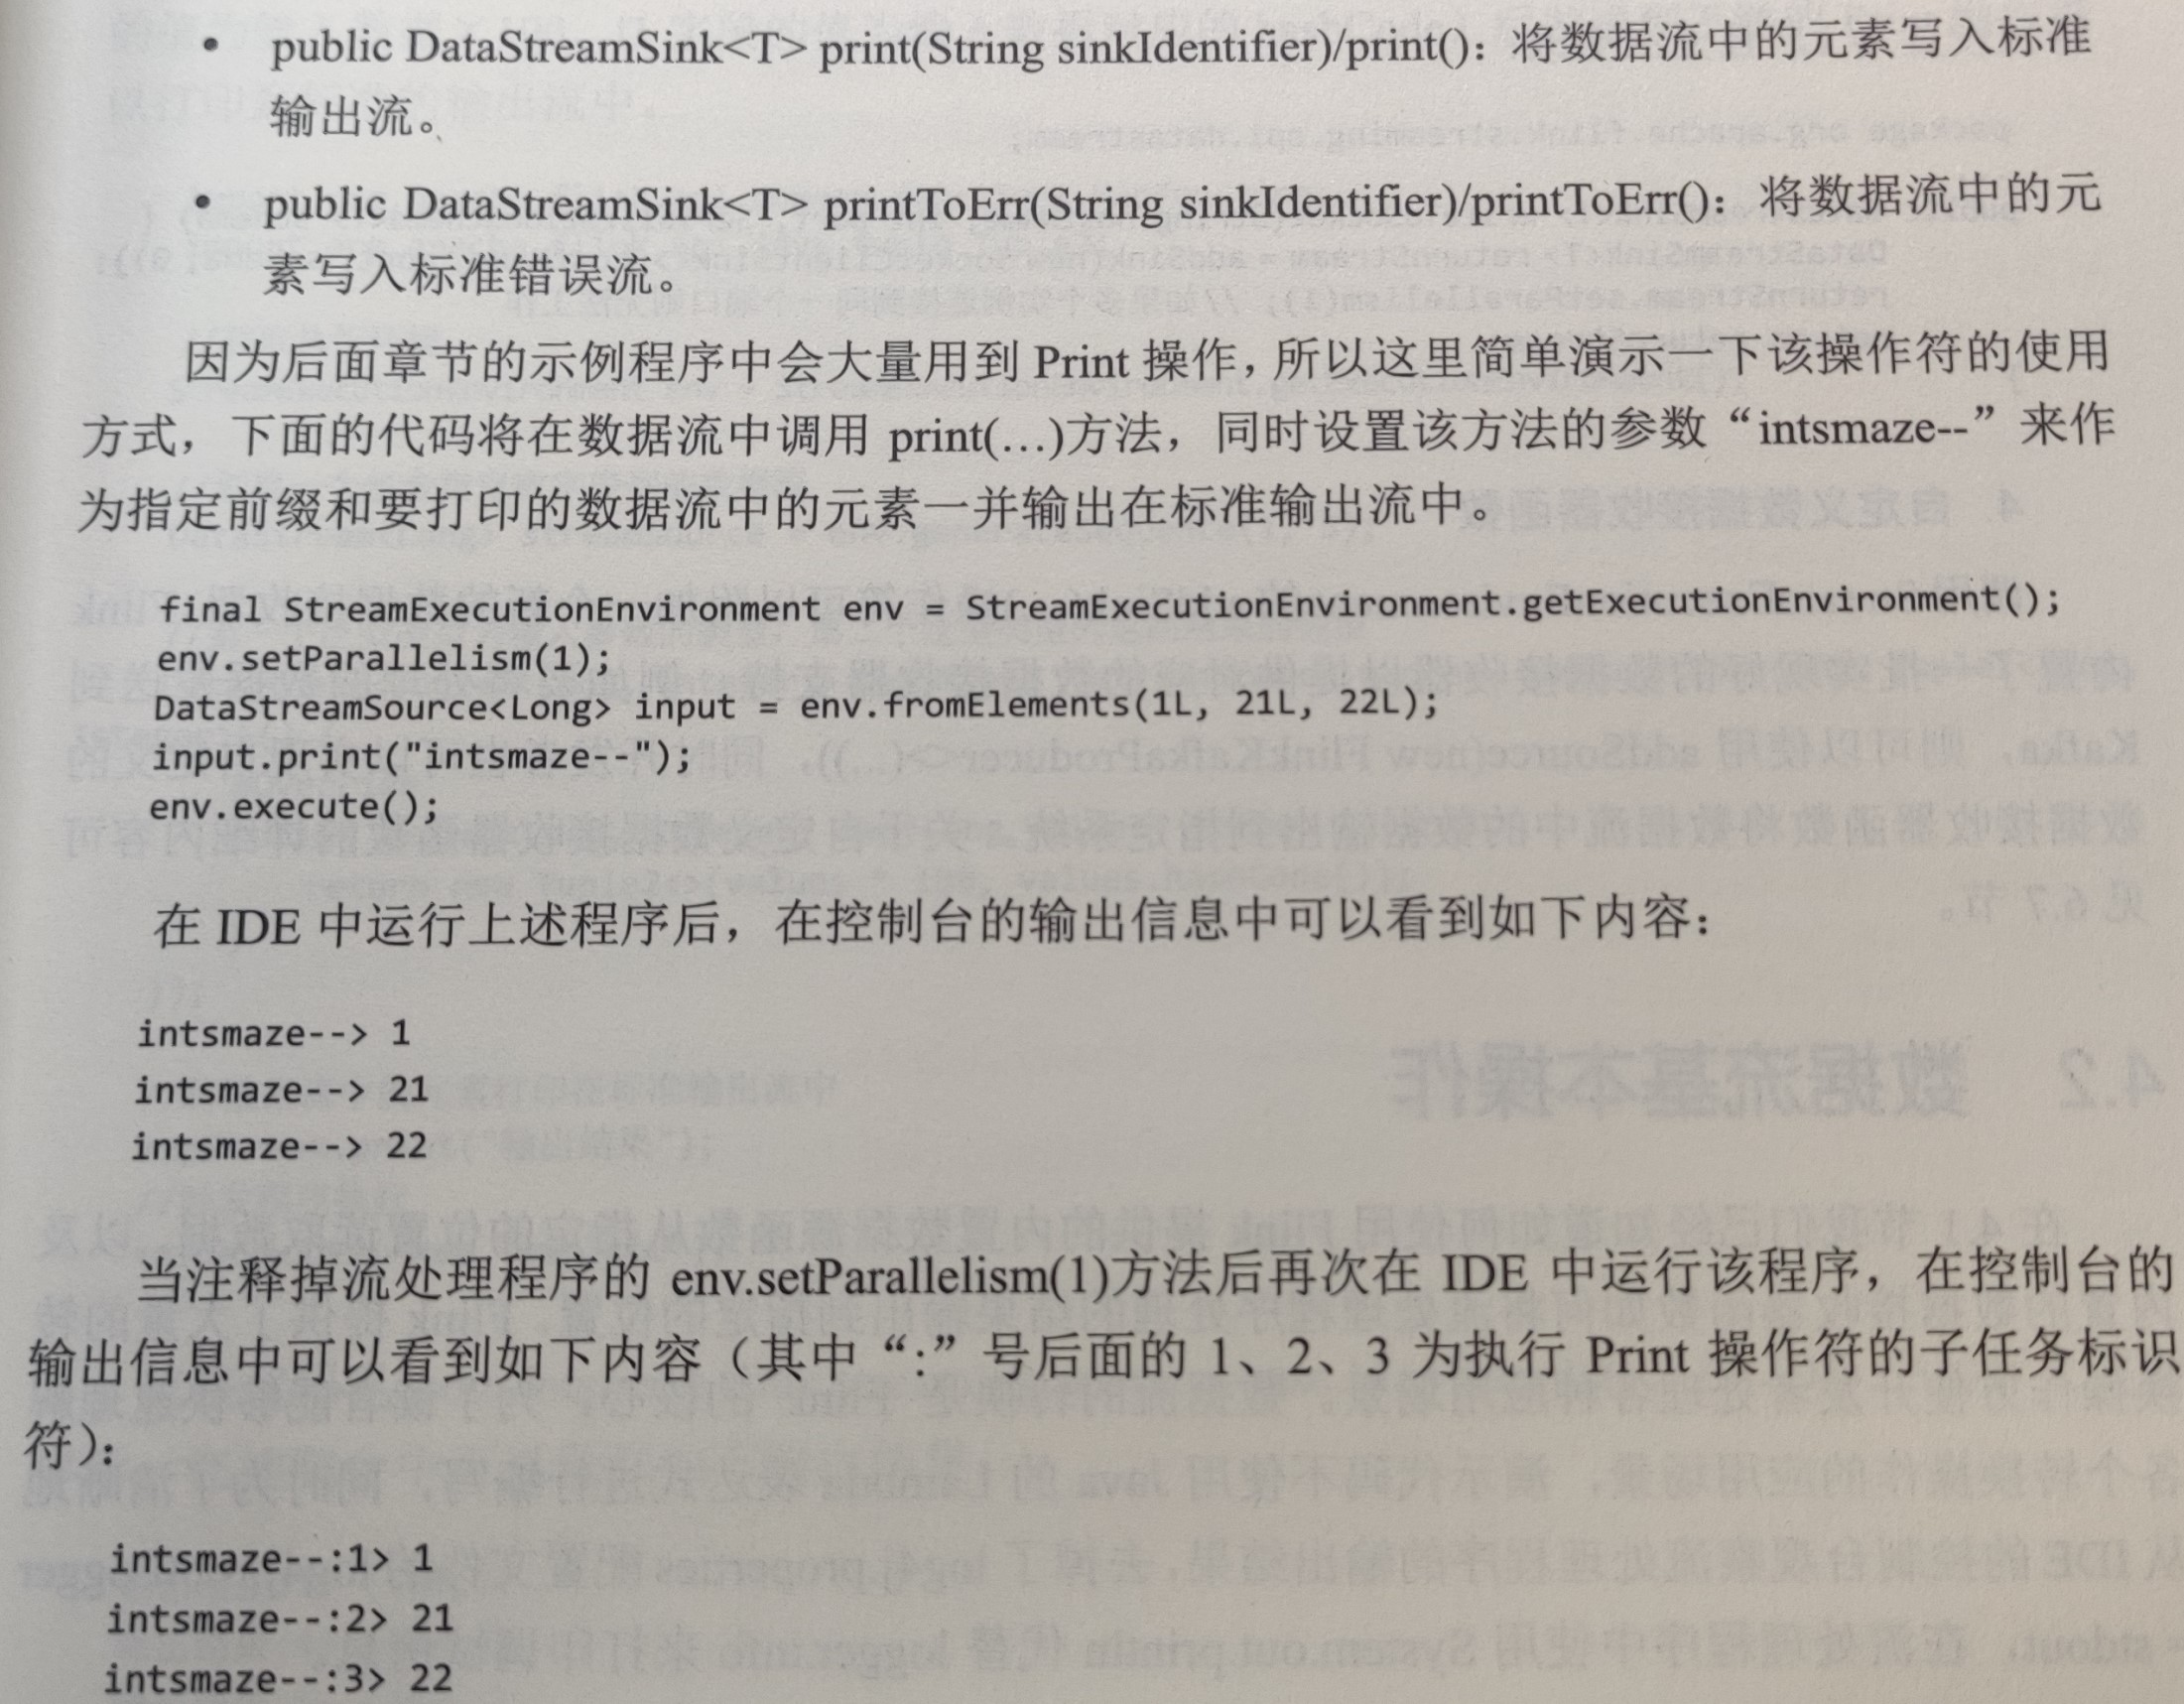 • public DataStreamSink<T> print(String sinkIdentifier)/print()：将数据流中的元素写入标准
输出流。
• public DataStreamSink<T> printToErr(String sinkIdentifier)/printToErr()：将数据流中的元
素写入标准错误流。
因为后面章节的示例程序中会大量用到 Print 操作，所以这里简单演示一下该操作符的使用
方式，下面的代码将在数据流中调用 print(…)方法，同时设置该方法的参数“intsmaze--”来作
为指定前缀和要打印的数据流中的元素一并输出在标准输出流中。
final StreamExecutionEnvironment env = StreamExecutionEnvironment.getExecutionEnvironment();
env.setParallelism(1);
DataStreamSource<Long> input = env.fromElements(1L, 21L, 22L);
input.print("intsmaze--");
env.execute();
在 IDE 中运行上述程序后，在控制台的输出信息中可以看到如下内容：
intsmaze--> 1
intsmaze--> 21
intsmaze--> 22
当注释掉流处理程序的 env.setParallelism(1)方法后再次在 IDE 中运行该程序，在控制台的
输出信息中可以看到如下内容（其中“:”号后面的 1、2、3 为执行 Print 操作符的子任务标识
符）：
intsmaze--:1> 1
intsmaze--:2> 21
intsmaze--:3> 22